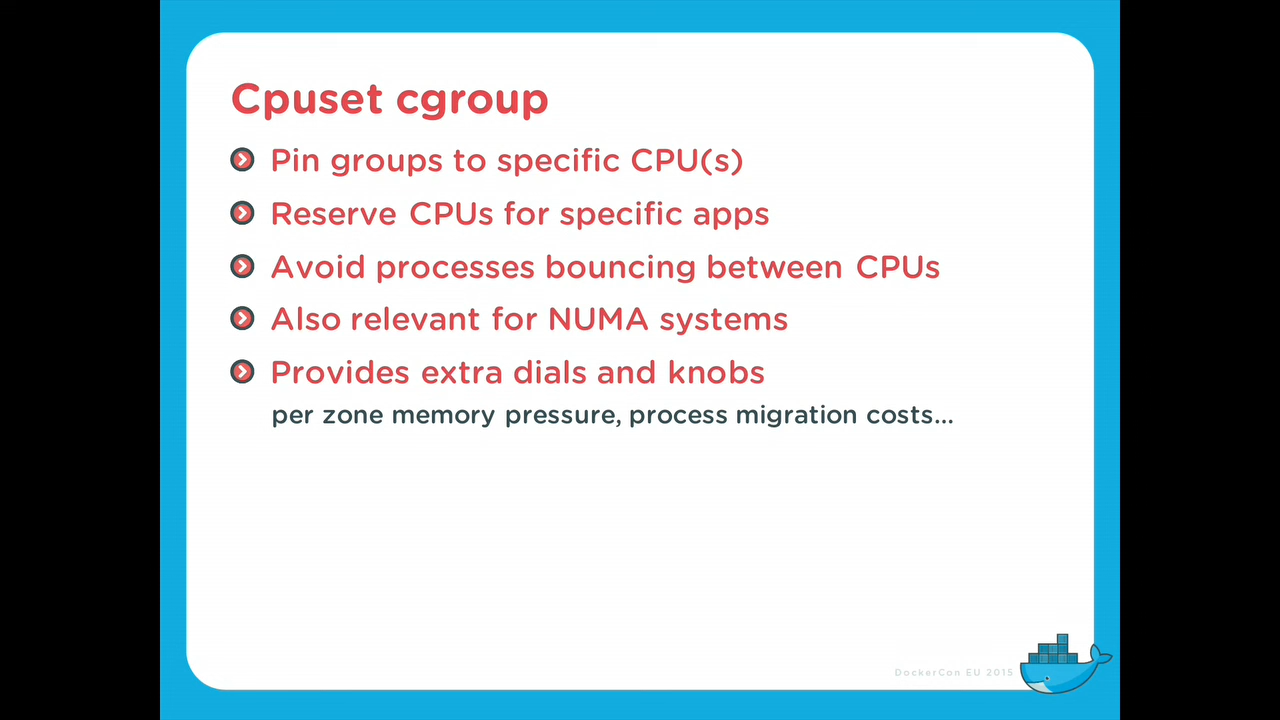 Cpuset cgroup
Pin groups to specific CPU(s)
Reserve CPUs for specific apps
Avoid processes bouncing between CPUs
Also relevant for NUMA systems
Provides extra dials and knobs
per zone memory pressure, process migration costs...
DockerCon EU 2015